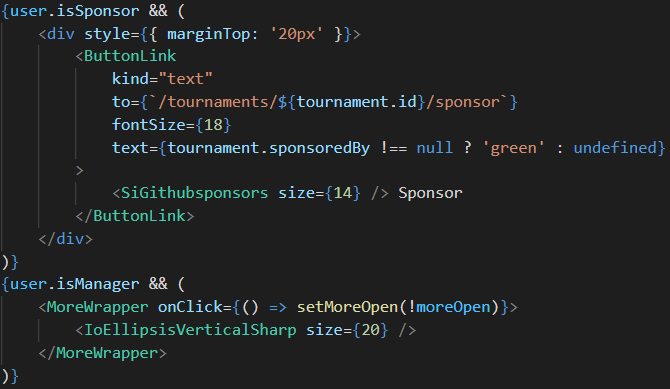 {user.isSponsor && (
    <div style={{ marginTop: '20px' }}>
        <ButtonLink
            kind="text"
            to={`/tournaments/${tournament.id}/sponsor`}
            fontSize={18}
            text={tournament.sponsoredBy !== null ? 'green' : undefined}
        >
            <SiGithubsponsors size={14} /> Sponsor
        </ButtonLink>
    </div>
)}
{user.isManager && (
    <MoreWrapper onClick={() => setMoreOpen(!moreOpen)}>
        <IoEllipsisVerticalSharp size={20} />
    </MoreWrapper>
)}